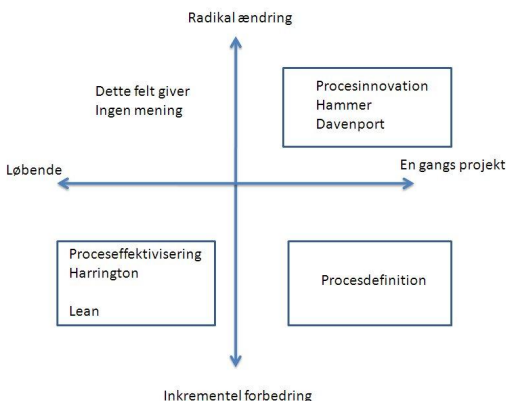 Radikal ændring
Dette felt giver
Ingen mening
Procesinnovation
Hammer
Davenport
Løbende
En gangs projekt
Proceseffektivisering
Harrington
Lean
Procesdefinition
Inkrementel forbedring